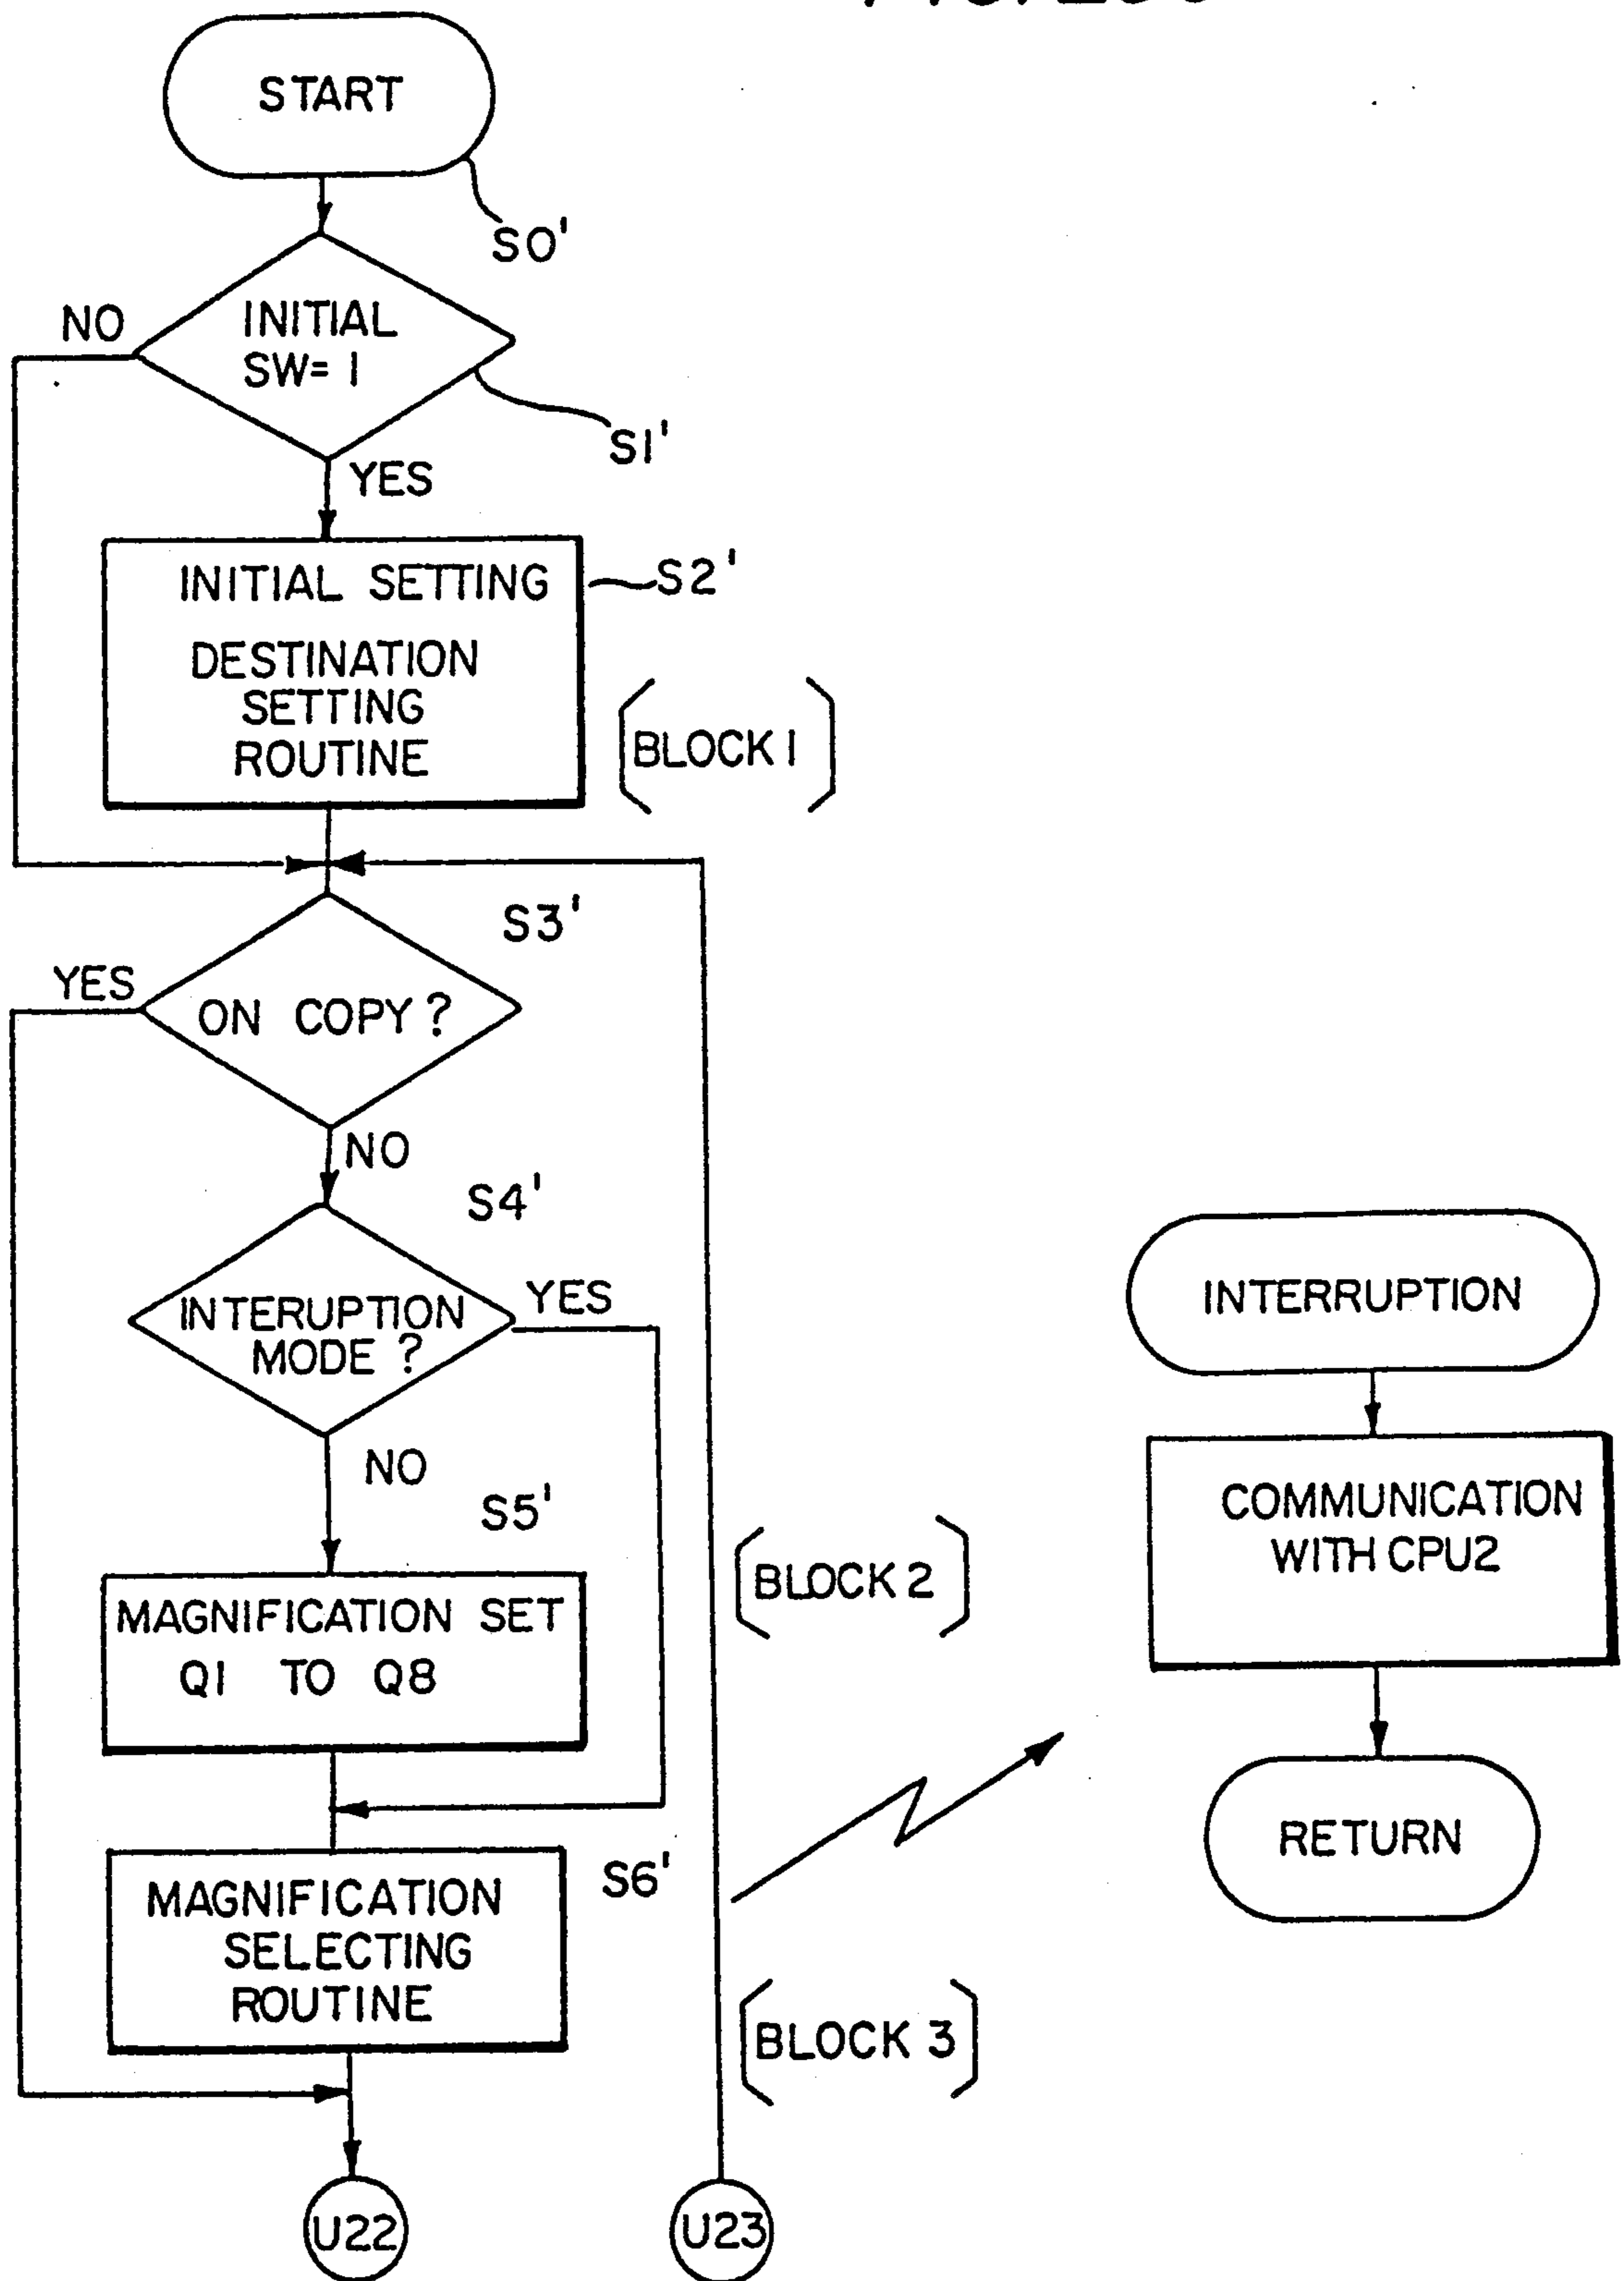 START
S0'
INITIAL
SW= 1
NO
S1'
YES
INITIAL SETTING
DESTINATION
SETTING
ROUTINE
S2'
[BLOCK 1]
S3'
YES
ON COPY ?
NO
S4'
INTERUPTION
MODE ?
YES
NO
S5'
MAGNIFICATION SET
Q1 TO Q8
[BLOCK 2]
S6'
MAGNIFICATION
SELECTING
ROUTINE
[BLOCK 3]
U22
U23
INTERRUPTION
COMMUNICATION
WITH CPU2
RETURN